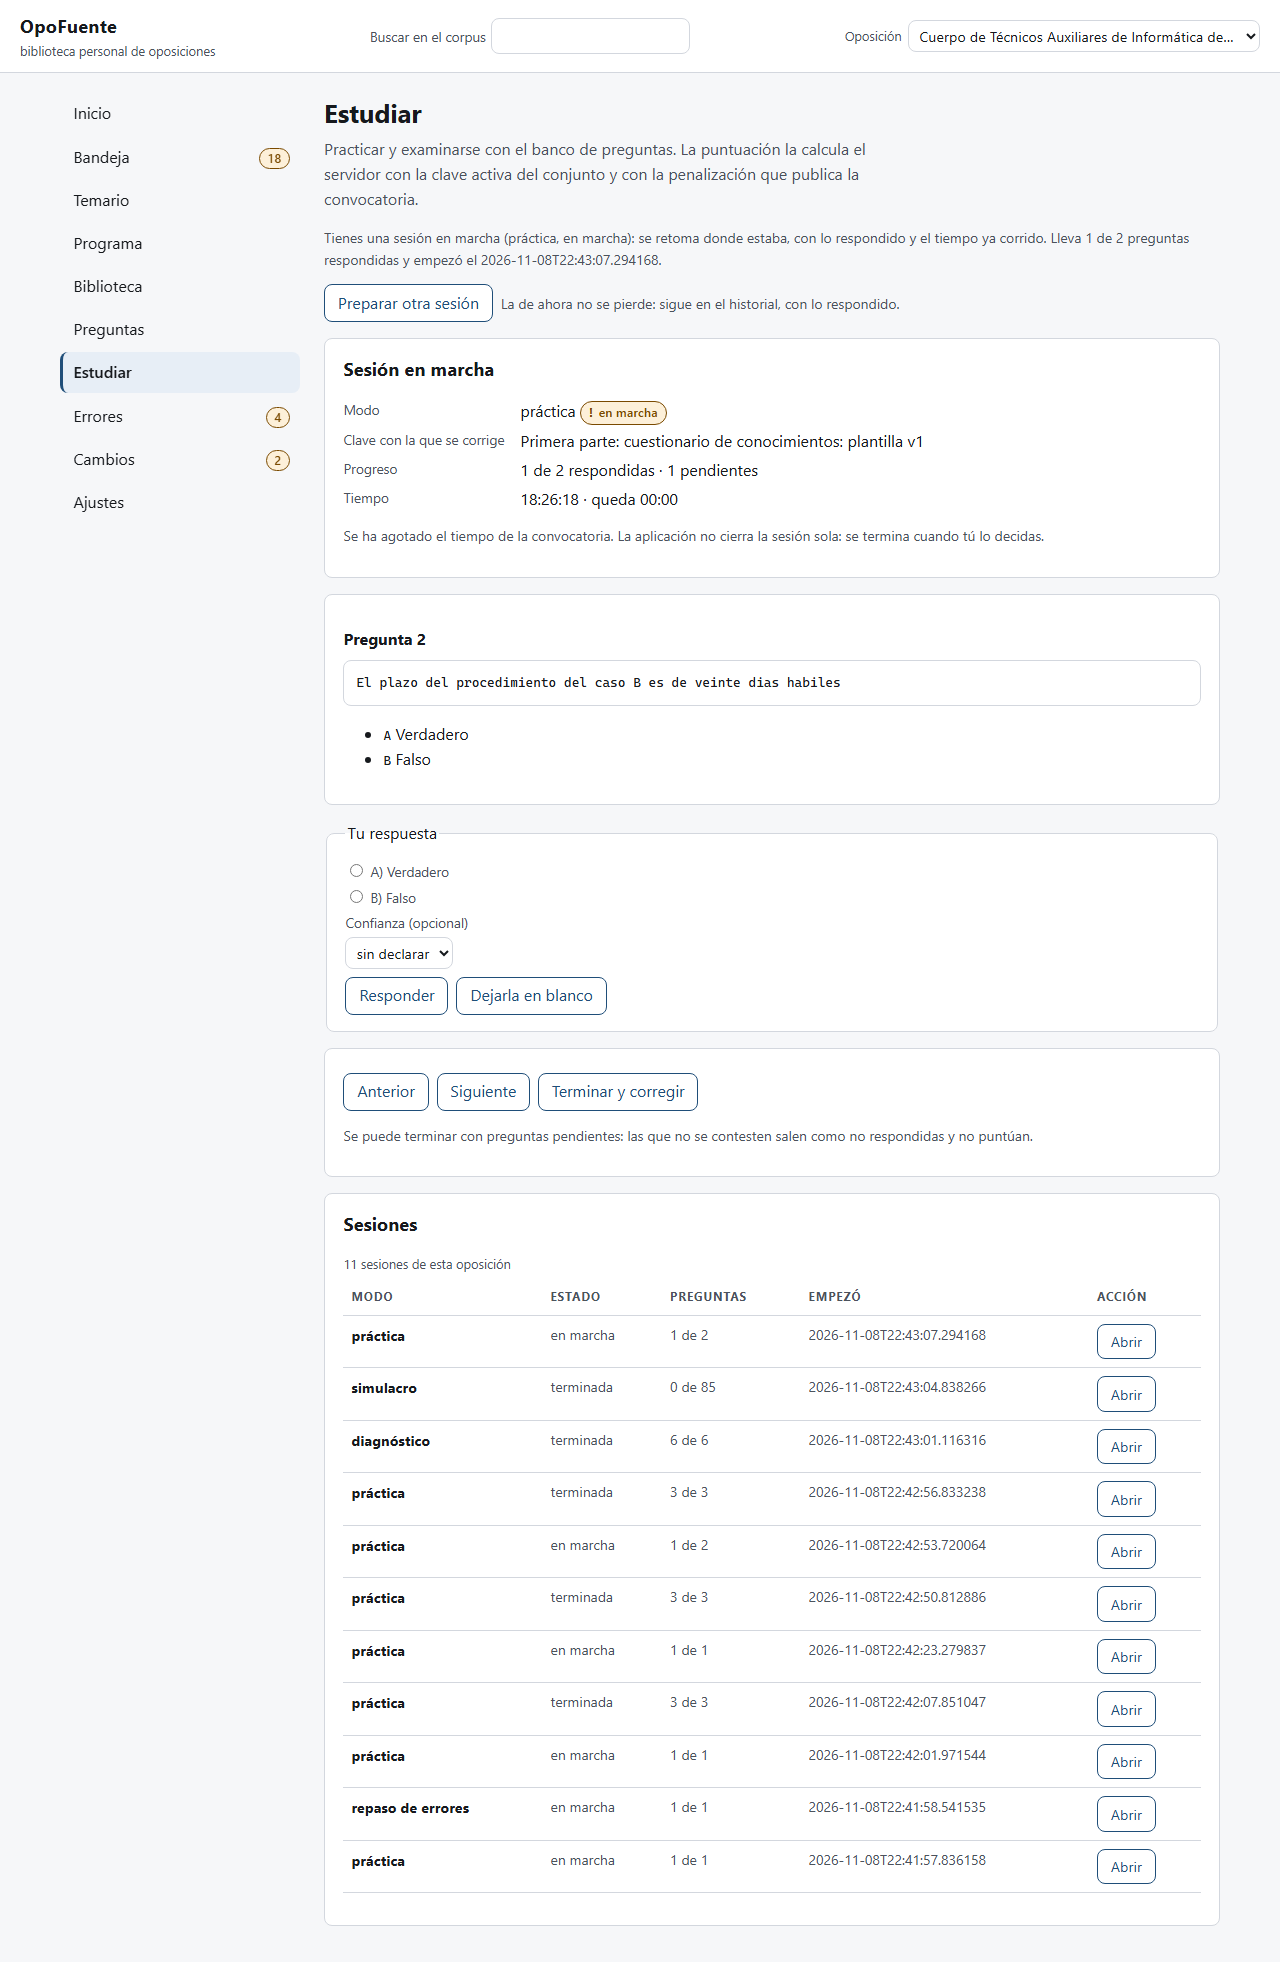 OpoFuente
biblioteca personal de oposiciones
Buscar en el corpus
Oposición
Cuerpo de Técnicos Auxiliares de Informática de...
Inicio
Bandeja 18
Temario
Programa
Biblioteca
Preguntas
Estudiar
Errores 4
Cambios 2
Ajustes
Estudiar
Practicar y examinarse con el banco de preguntas. La puntuación la calcula el
servidor con la clave activa del conjunto y con la penalización que publica la
convocatoria.
Tienes una sesión en marcha (práctica, en marcha): se retoma donde estaba, con lo respondido y el tiempo ya corrido. Lleva 1 de 2 preguntas
respondidas y empezó el 2026-11-08T22:43:07.294168.
Preparar otra sesión La de ahora no se pierde: sigue en el historial, con lo respondido.
Sesión en marcha
Modo práctica ! en marcha
Clave con la que se corrige Primera parte: cuestionario de conocimientos: plantilla v1
Progreso 1 de 2 respondidas · 1 pendientes
Tiempo 18:26:18 · queda 00:00
Se ha agotado el tiempo de la convocatoria. La aplicación no cierra la sesión sola: se termina cuando tú lo decidas.
Pregunta 2
El plazo del procedimiento del caso B es de veinte dias habiles
A Verdadero
B Falso
Tu respuesta
A) Verdadero
B) Falso
Confianza (opcional)
sin declarar
Responder Dejarla en blanco
Anterior Siguiente Terminar y corregir
Se puede terminar con preguntas pendientes: las que no se contesten salen como no respondidas y no puntúan.
Sesiones
11 sesiones de esta oposición
MODO ESTADO PREGUNTAS EMPEZÓ ACCIÓN
práctica en marcha 1 de 2 2026-11-08T22:43:07.294168 Abrir
simulacro terminada 0 de 85 2026-11-08T22:43:04.838266 Abrir
diagnóstico terminada 6 de 6 2026-11-08T22:43:01.116316 Abrir
práctica terminada 3 de 3 2026-11-08T22:42:56.833238 Abrir
práctica en marcha 1 de 2 2026-11-08T22:42:53.720064 Abrir
práctica terminada 3 de 3 2026-11-08T22:42:50.812886 Abrir
práctica en marcha 1 de 1 2026-11-08T22:42:23.279837 Abrir
práctica terminada 3 de 3 2026-11-08T22:42:07.851047 Abrir
práctica en marcha 1 de 1 2026-11-08T22:42:01.971544 Abrir
repaso de errores en marcha 1 de 1 2026-11-08T22:41:58.541535 Abrir
práctica en marcha 1 de 1 2026-11-08T22:41:57.836158 Abrir